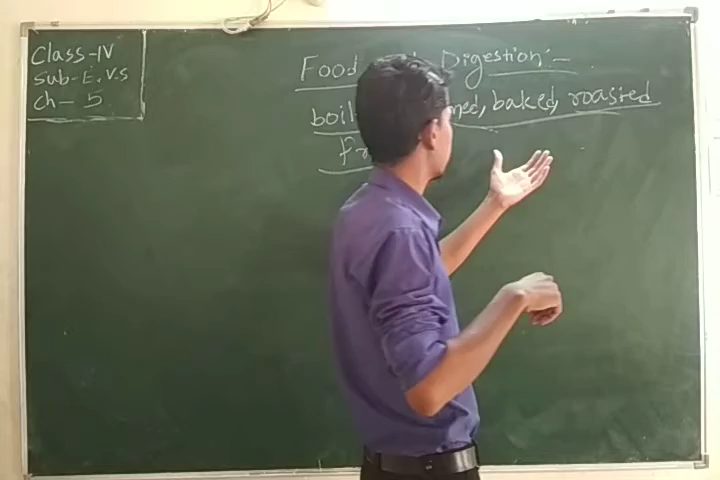 Class-IV
Sub- E.V.S
Ch- 5
Food Digestion:-
boil baked, roasted